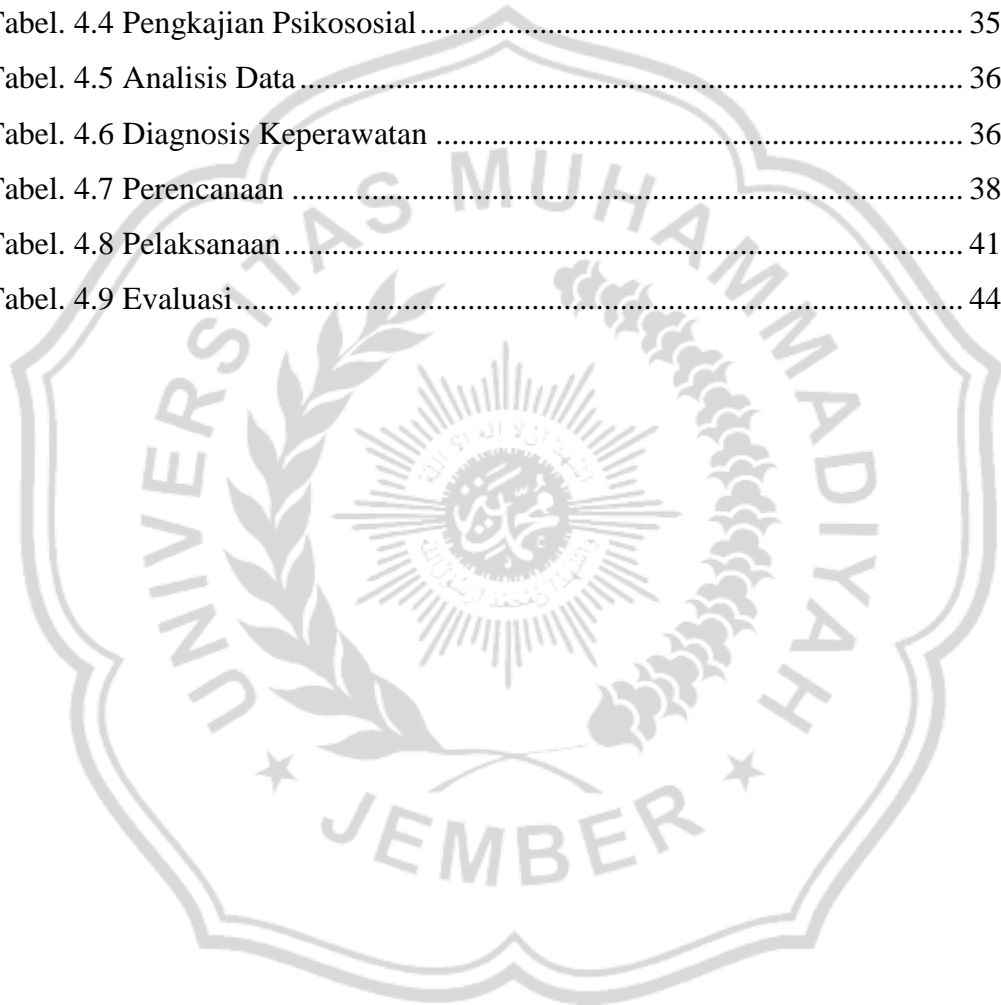 Tabel. 4.4 Pengkajian Psikososial.................................................................... 35
Tabel. 4.5 Analisis Data.................................................................................... 36
Tabel. 4.6 Diagnosis Keperawatan .................................................................. 36
Tabel. 4.7 Perencanaan .................................................................................... 38
Tabel. 4.8 Pelaksanaan..................................................................................... 41
Tabel. 4.9 Evaluasi........................................................................................... 44
UNIVERSITAS MUHAMMADIYAH
JEMBER